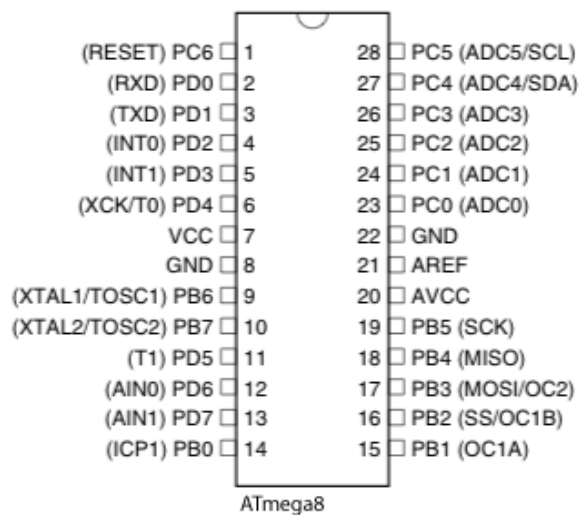 (RESET) PC6 1 28 PC5 (ADC5/SCL)
(RXD) PD0 2 27 PC4 (ADC4/SDA)
(TXD) PD1 3 26 PC3 (ADC3)
(INT0) PD2 4 25 PC2 (ADC2)
(INT1) PD3 5 24 PC1 (ADC1)
(XCK/T0) PD4 6 23 PC0 (ADC0)
VCC 7 22 GND
GND 8 21 AREF
(XTAL1/TOSC1) PB6 9 20 AVCC
(XTAL2/TOSC2) PB7 10 19 PB5 (SCK)
(T1) PD5 11 18 PB4 (MISO)
(AIN0) PD6 12 17 PB3 (MOSI/OC2)
(AIN1) PD7 13 16 PB2 (SS/OC1B)
(ICP1) PB0 14 15 PB1 (OC1A)
ATmega8